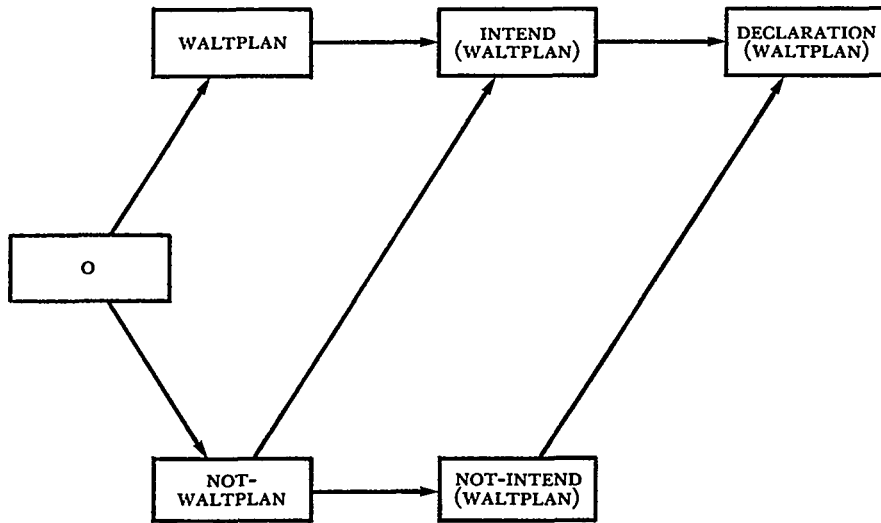 WALTPLAN
INTEND
(WALTPLAN)
DECLARATION
(WALTPLAN)
O
NOT-
WALTPLAN
NOT-INTEND
(WALTPLAN)